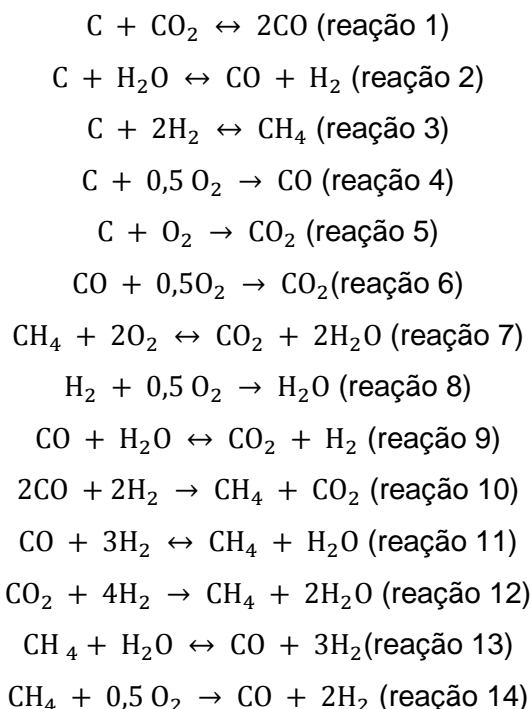 C + CO₂ ↔ 2CO (reação 1)
C + H₂O ↔ CO + H₂ (reação 2)
C + 2H₂ ↔ CH₄ (reação 3)
C + 0,5 O₂ → CO (reação 4)
C + O₂ → CO₂ (reação 5)
CO + 0,5O₂ → CO₂(reação 6)
CH₄ + 2O₂ ↔ CO₂ + 2H₂O (reação 7)
H₂ + 0,5 O₂ → H₂O (reação 8)
CO + H₂O ↔ CO₂ + H₂ (reação 9)
2CO + 2H₂ → CH₄ + CO₂ (reação 10)
CO + 3H₂ ↔ CH₄ + H₂O (reação 11)
CO₂ + 4H₂ → CH₄ + 2H₂O (reação 12)
CH ₄ + H₂O ↔ CO + 3H₂(reação 13)
CH₄ + 0,5 O₂ → CO + 2H₂ (reação 14)